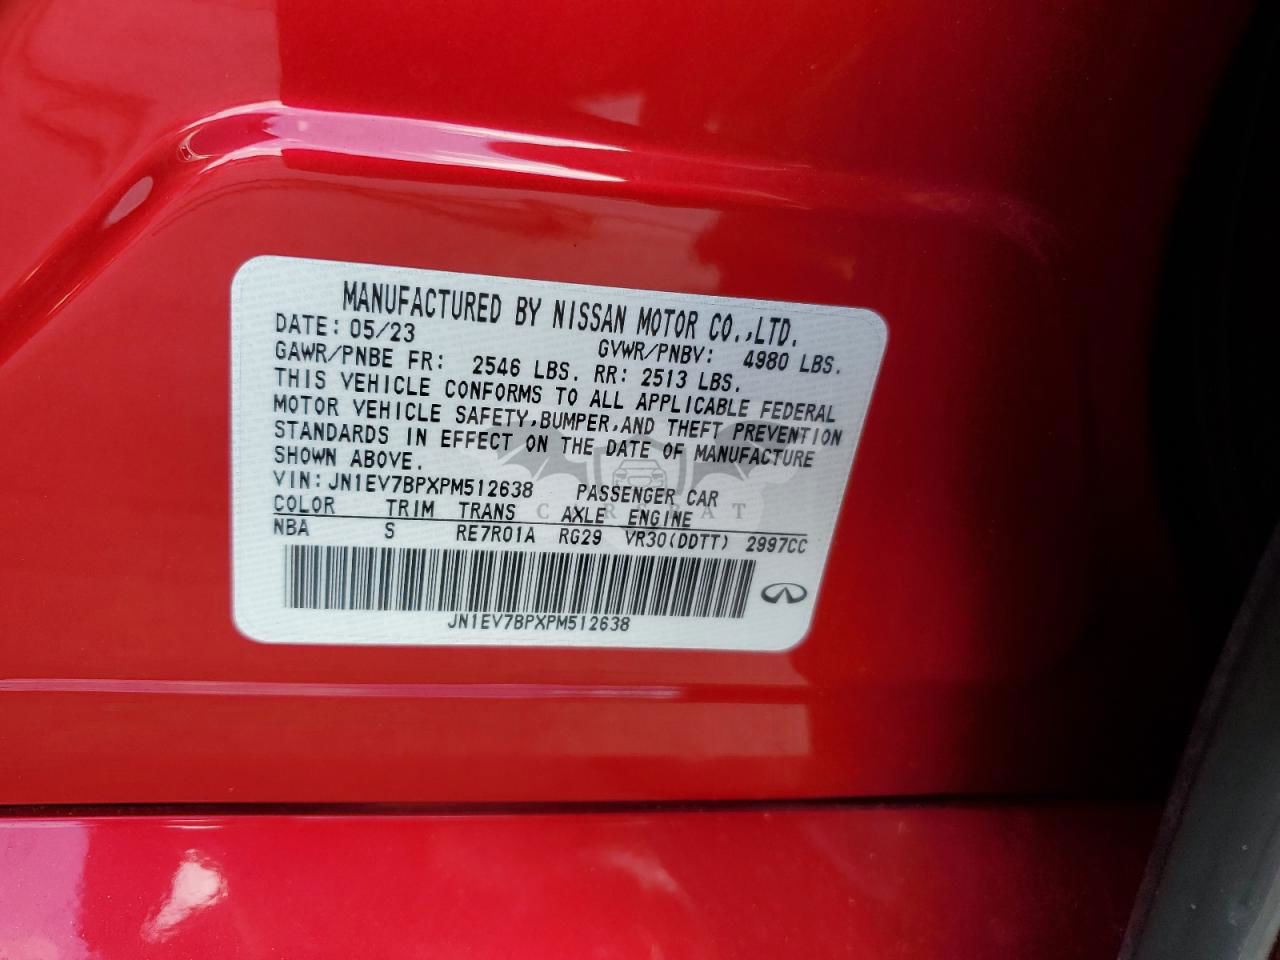 MANUFACTURED BY NISSAN MOTOR CO.,LTD.
DATE: 05/23
GVWR/PNBV: 4980 LBS.
GAWR/PNBE FR: 2546 LBS. RR: 2513 LBS.
THIS VEHICLE CONFORMS TO ALL APPLICABLE FEDERAL
MOTOR VEHICLE SAFETY,BUMPER,AND THEFT PREVENTION
STANDARDS IN EFFECT ON THE DATE OF MANUFACTURE
SHOWN ABOVE.
VIN:JN1EV7BPXPM512638 PASSENGER CAR
CARBAT
COLOR TRIM TRANS AXLE ENGINE
NBA S RE7R01A RG29 VR30(DDTT) 2997CC
JN1EV7BPXPM512638